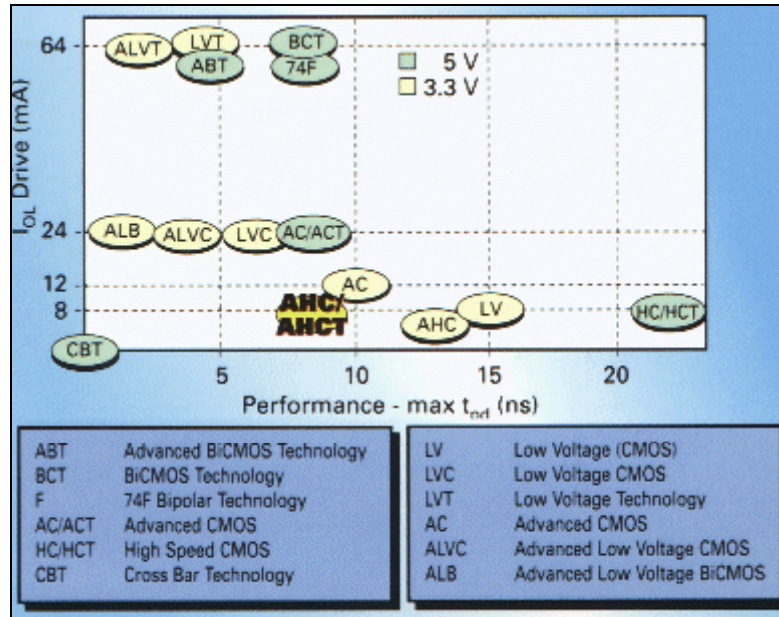 64
ALVT
LVT
BCT
ABT
74F
5 V
3.3 V
I_OL Drive (mA)
24
ALB
ALVC
LVC
AC/ACT
12
AC
8
AHC/
AHCT
AHC
LV
HC/HCT
CBT
5
10
15
20
Performance - max t_pd (ns)
ABT Advanced BiCMOS Technology
BCT BiCMOS Technology
F 74F Bipolar Technology
AC/ACT Advanced CMOS
HC/HCT High Speed CMOS
CBT Cross Bar Technology
LV Low Voltage (CMOS)
LVC Low Voltage CMOS
LVT Low Voltage Technology
AC Advanced CMOS
ALVC Advanced Low Voltage CMOS
ALB Advanced Low Voltage BiCMOS